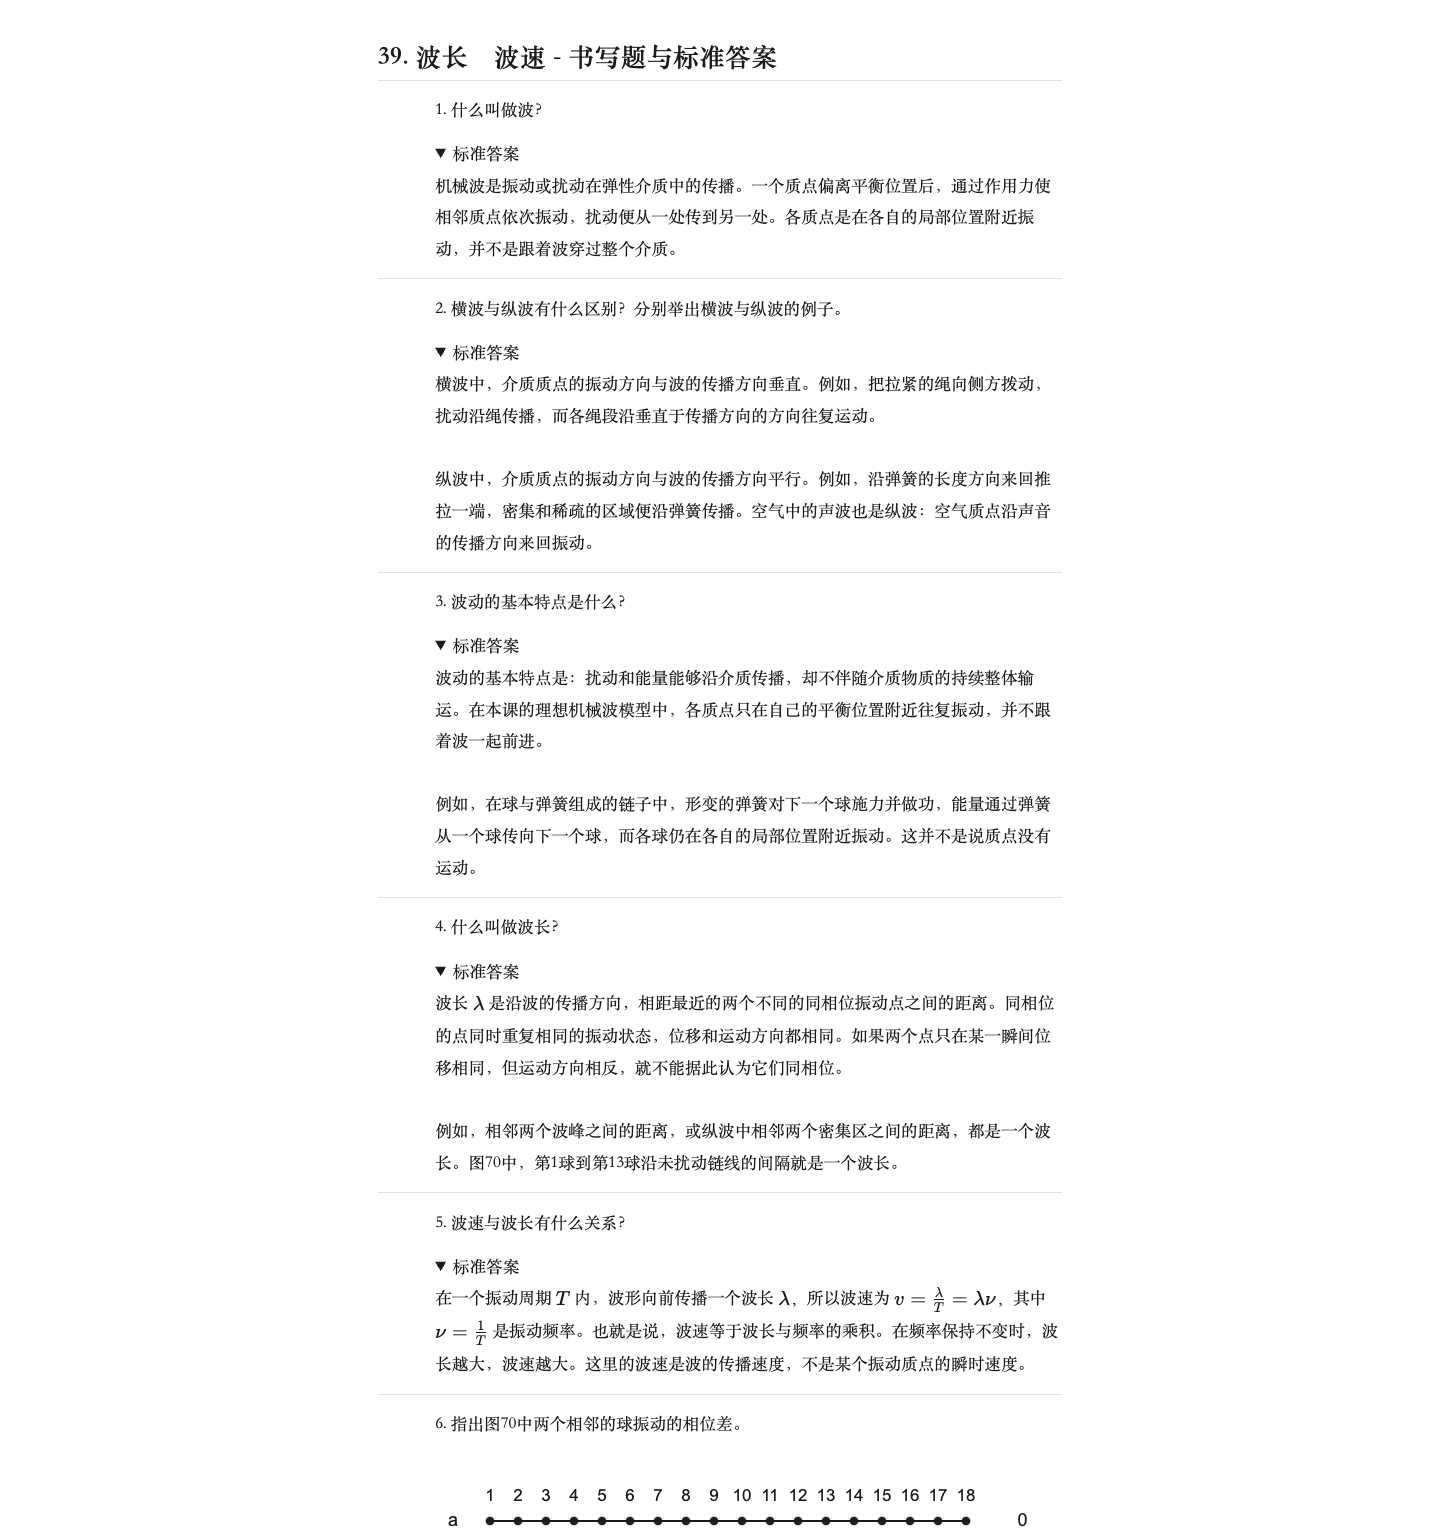 39. 波长　波速 - 书写题与标准答案
1. 什么叫做波?
▼ 标准答案
机械波是振动或扰动在弹性介质中的传播。一个质点偏离平衡位置后，通过作用力使
相邻质点依次振动，扰动便从一处传到另一处。各质点是在各自的局部位置附近振
动，并不是跟着波穿过整个介质。
2. 横波与纵波有什么区别? 分别举出横波与纵波的例子。
▼ 标准答案
横波中，介质质点的振动方向与波的传播方向垂直。例如，把拉紧的绳向侧方拨动，
扰动沿绳传播，而各绳段沿垂直于传播方向的方向往复运动。
纵波中，介质质点的振动方向与波的传播方向平行。例如，沿弹簧的长度方向来回推
拉一端，密集和稀疏的区域便沿弹簧传播。空气中的声波也是纵波：空气质点沿声音
的传播方向来回振动。
3. 波动的基本特点是什么?
▼ 标准答案
波动的基本特点是：扰动和能量能够沿介质传播，却不伴随介质物质的持续整体输
运。在本课的理想机械波模型中，各质点只在自己的平衡位置附近往复振动，并不跟
着波一起前进。
例如，在球与弹簧组成的链子中，形变的弹簧对下一个球施力并做功，能量通过弹簧
从一个球传向下一个球，而各球仍在各自的局部位置附近振动。这并不是说质点没有
运动。
4. 什么叫做波长?
▼ 标准答案
波长 λ 是沿波的传播方向，相距最近的两个不同的同相位振动点之间的距离。同相位
的点同时重复相同的振动状态，位移和运动方向都相同。如果两个点只在某一瞬间位
移相同，但运动方向相反，就不能据此认为它们同相位。
例如，相邻两个波峰之间的距离，或纵波中相邻两个密集区之间的距离，都是一个波
长。图70中，第1球到第13球沿未扰动链线的间隔就是一个波长。
5. 波速与波长有什么关系?
▼ 标准答案
在一个振动周期 T 内，波形向前传播一个波长 λ，所以波速为 v = λ/T = λν，其中
ν = 1/T 是振动频率。也就是说，波速等于波长与频率的乘积。在频率保持不变时，波
长越大，波速越大。这里的波速是波的传播速度，不是某个振动质点的瞬时速度。
6. 指出图70中两个相邻的球振动的相位差。
1 2 3 4 5 6 7 8 9 10 11 12 13 14 15 16 17 18
a 0